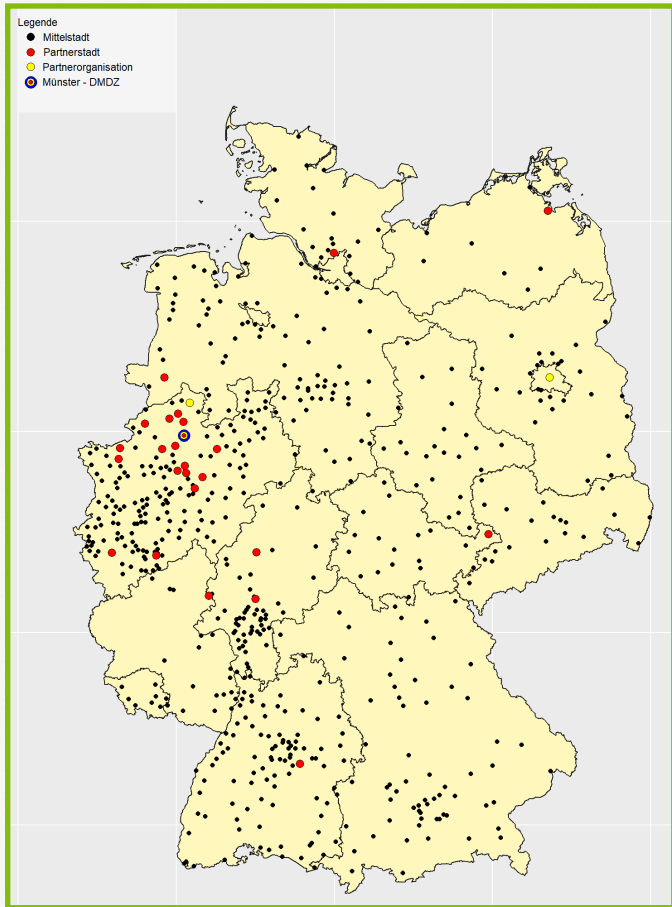 Legende
Mittelstadt
Partnerstadt
Partnerorganisation
Münster - DMDZ